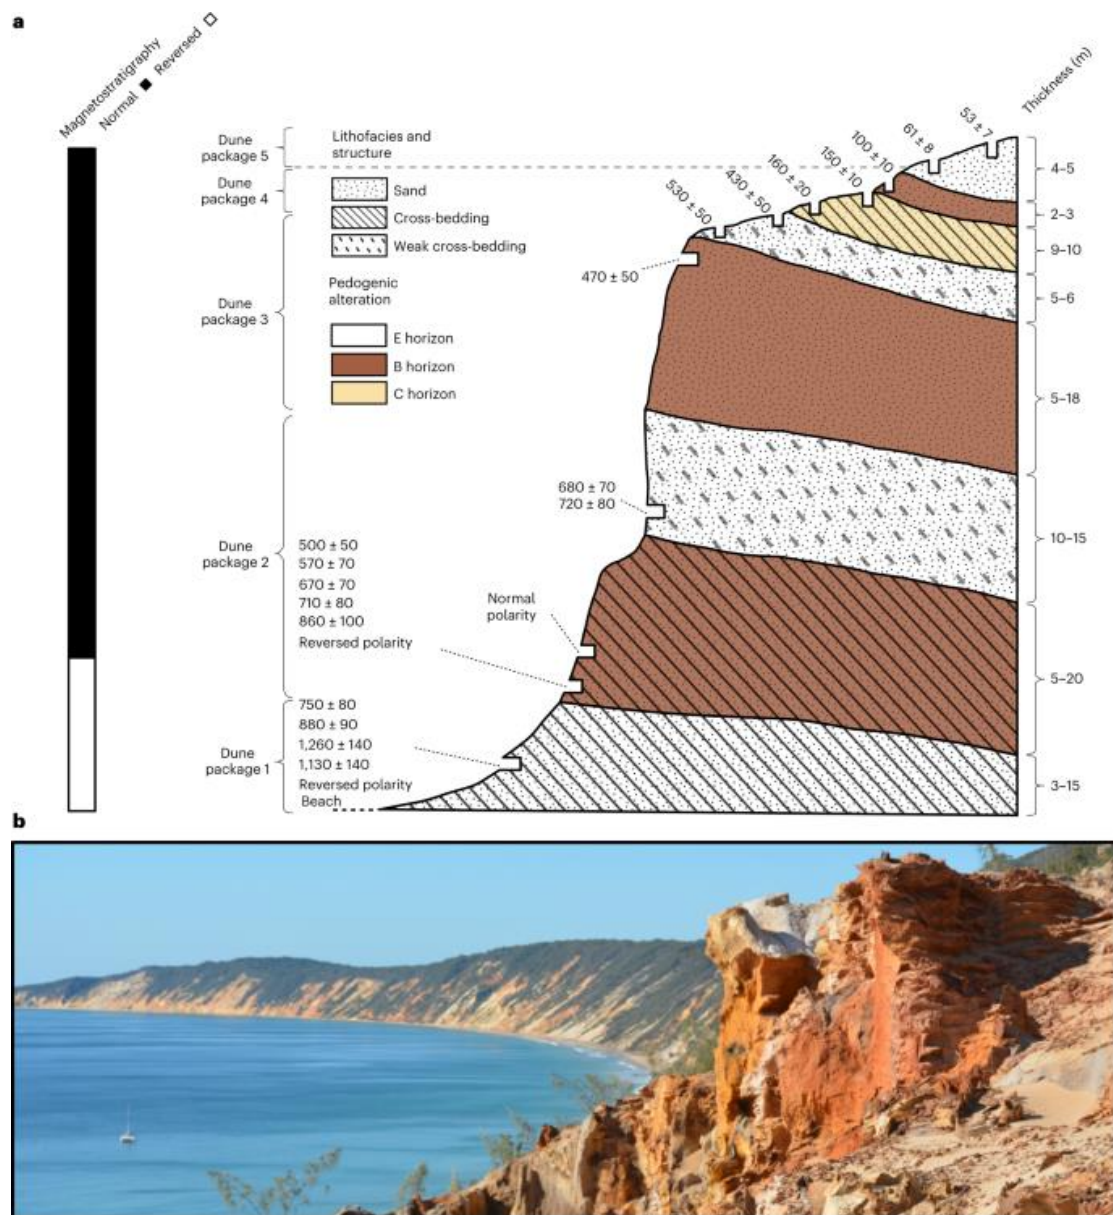 a
Magnetostratigraphy
Normal ◆ Reversed ◇
Thickness (m)
Dune
package 5
Dune
package 4
Dune
package 3
Dune
package 2
Dune
package 1
Lithofacies and
structure
Sand
Cross-bedding
Weak cross-bedding
Pedogenic
alteration
E horizon
B horizon
C horizon
53 ± 7
61 ± 8
100 ± 10
150 ± 10
160 ± 20
430 ± 50
530 ± 50
470 ± 50
680 ± 70
720 ± 80
Normal
polarity
500 ± 50
570 ± 70
670 ± 70
710 ± 80
860 ± 100
Reversed polarity
750 ± 80
880 ± 90
1,260 ± 140
1,130 ± 140
Reversed polarity
Beach
4–5
2–3
9–10
5–6
5–18
10–15
5–20
3–15
b